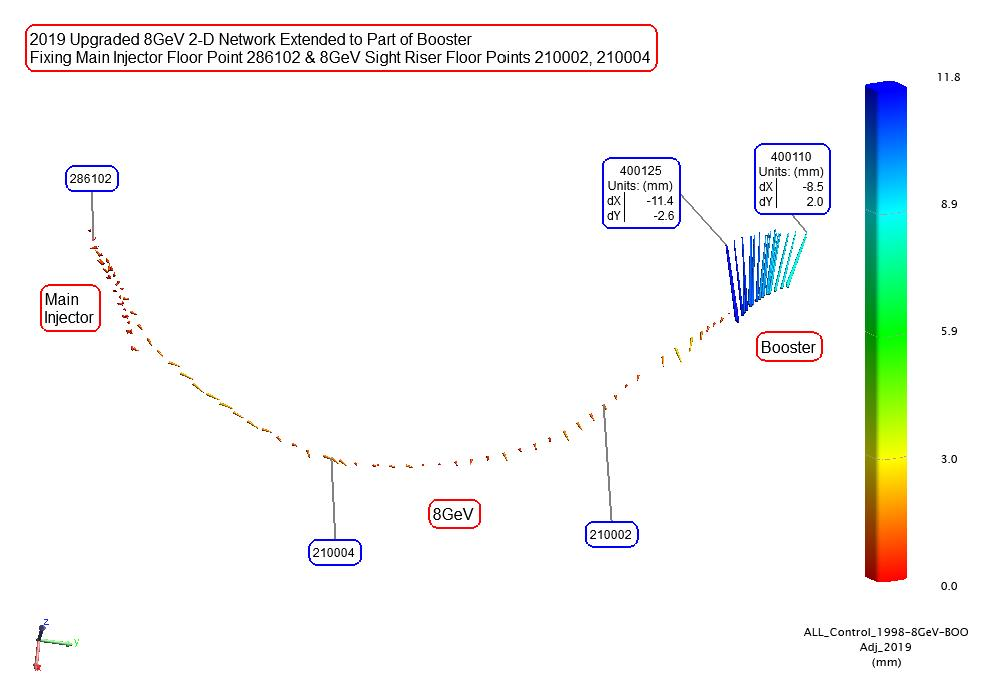 2019 Upgraded 8GeV 2-D Network Extended to Part of Booster
Fixing Main Injector Floor Point 286102 & 8GeV Sight Riser Floor Points 210002, 210004
11.8
8.9
5.9
3.0
0.0
286102
400125
Units: (mm)
dX -11.4
dY -2.6
400110
Units: (mm)
dX -8.5
dY 2.0
Main
Injector
Booster
8GeV
210002
210004
z
y
x
ALL_Control_1998-8GeV-BOO
Adj_2019
(mm)